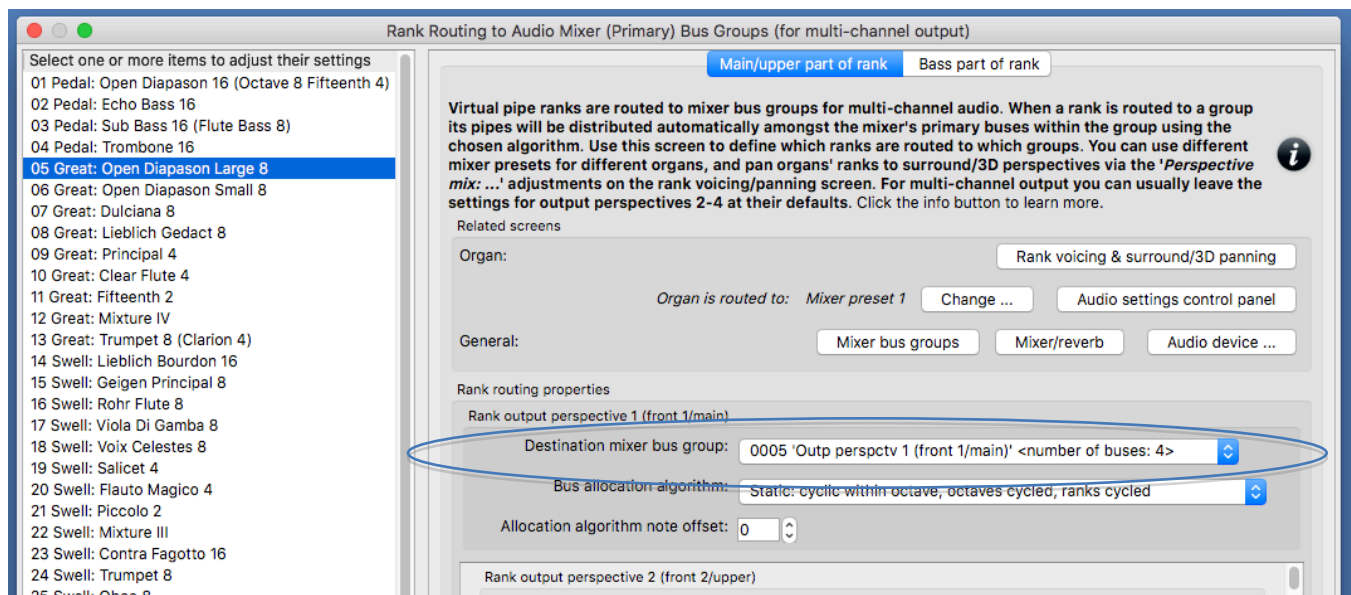 Rank Routing to Audio Mixer (Primary) Bus Groups (for multi-channel output)
Select one or more items to adjust their settings
01 Pedal: Open Diapason 16 (Octave 8 Fifteenth 4)
02 Pedal: Echo Bass 16
03 Pedal: Sub Bass 16 (Flute Bass 8)
04 Pedal: Trombone 16
05 Great: Open Diapason Large 8
06 Great: Open Diapason Small 8
07 Great: Dulciana 8
08 Great: Lieblich Gedact 8
09 Great: Principal 4
10 Great: Clear Flute 4
11 Great: Fifteenth 2
12 Great: Mixture IV
13 Great: Trumpet 8 (Clarion 4)
14 Swell: Lieblich Bourdon 16
15 Swell: Geigen Principal 8
16 Swell: Rohr Flute 8
17 Swell: Viola Di Gamba 8
18 Swell: Voix Celestes 8
19 Swell: Salicet 4
20 Swell: Flauto Magico 4
21 Swell: Piccolo 2
22 Swell: Mixture III
23 Swell: Contra Fagotto 16
24 Swell: Trumpet 8
25 Swell: Oboe 8
Main/upper part of rank Bass part of rank
Virtual pipe ranks are routed to mixer bus groups for multi-channel audio. When a rank is routed to a group
its pipes will be distributed automatically amongst the mixer's primary buses within the group using the
chosen algorithm. Use this screen to define which ranks are routed to which groups. You can use different
mixer presets for different organs, and pan organs' ranks to surround/3D perspectives via the 'Perspective
mix: ...' adjustments on the rank voicing/panning screen. For multi-channel output you can usually leave the
settings for output perspectives 2-4 at their defaults. Click the info button to learn more.
i
Related screens
Organ: Rank voicing & surround/3D panning
Organ is routed to: Mixer preset 1 Change ... Audio settings control panel
General: Mixer bus groups Mixer/reverb Audio device ...
Rank routing properties
Rank output perspective 1 (front 1/main)
Destination mixer bus group: 0005 'Outp perspctv 1 (front 1/main)' <number of buses: 4>
Bus allocation algorithm: Static: cyclic within octave, octaves cycled, ranks cycled
Allocation algorithm note offset: 0
Rank output perspective 2 (front 2/upper)